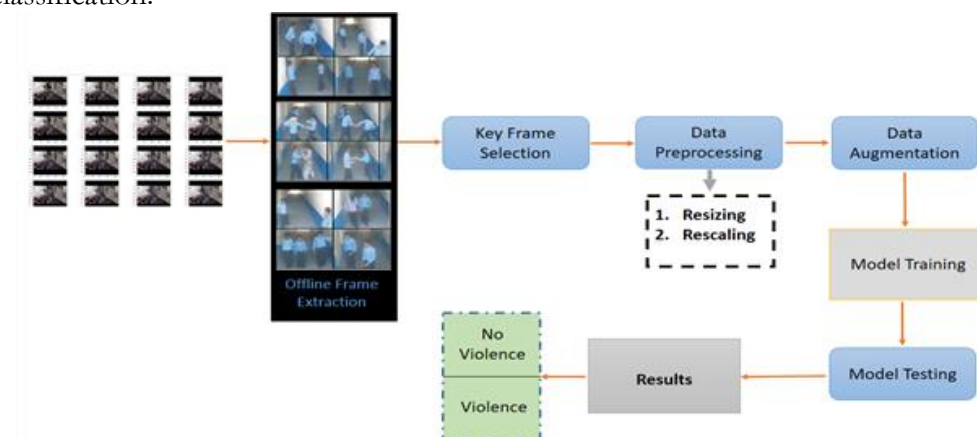 classification.
Offline Frame
Extraction
Key Frame
Selection
Data
Preprocessing
Data
Augmentation
1. Resizing
2. Rescaling
Model Training
Model Testing
Results
No
Violence
Violence